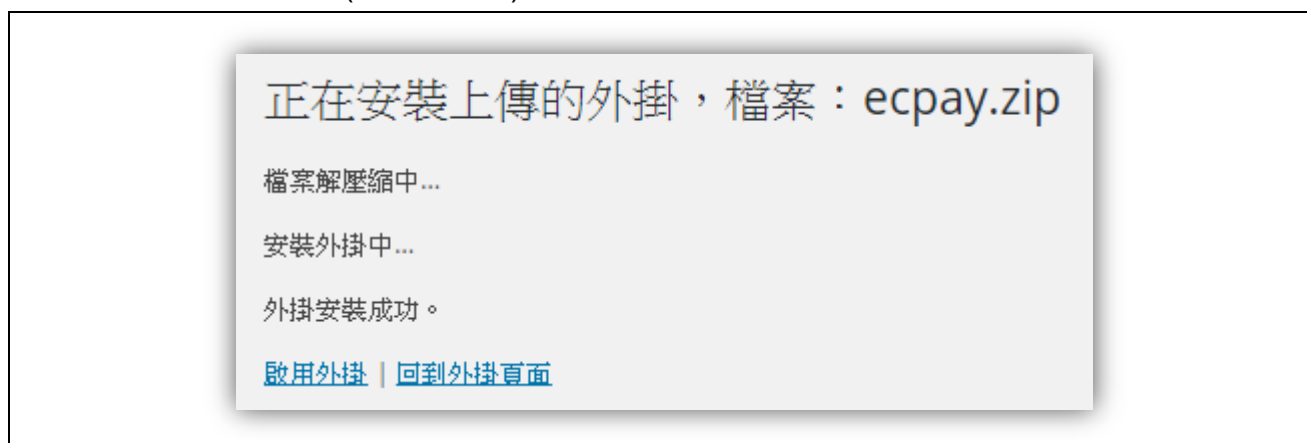 正在安裝上傳的外掛，檔案：ecpay.zip
檔案解壓縮中…
安裝外掛中…
外掛安裝成功。
啟用外掛 | 回到外掛頁面